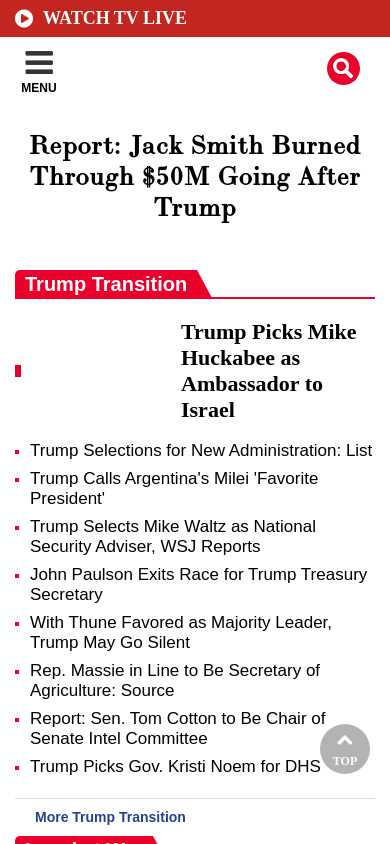 WATCH TV LIVE
MENU
Report: Jack Smith Burned
Through $50M Going After
Trump
Trump Transition
Trump Picks Mike
Huckabee as
Ambassador to
Israel
Trump Selections for New Administration: List
Trump Calls Argentina's Milei 'Favorite
President'
Trump Selects Mike Waltz as National
Security Adviser, WSJ Reports
John Paulson Exits Race for Trump Treasury
Secretary
With Thune Favored as Majority Leader,
Trump May Go Silent
Rep. Massie in Line to Be Secretary of
Agriculture: Source
Report: Sen. Tom Cotton to Be Chair of
Senate Intel Committee
Trump Picks Gov. Kristi Noem for DHS
TOP
More Trump Transition